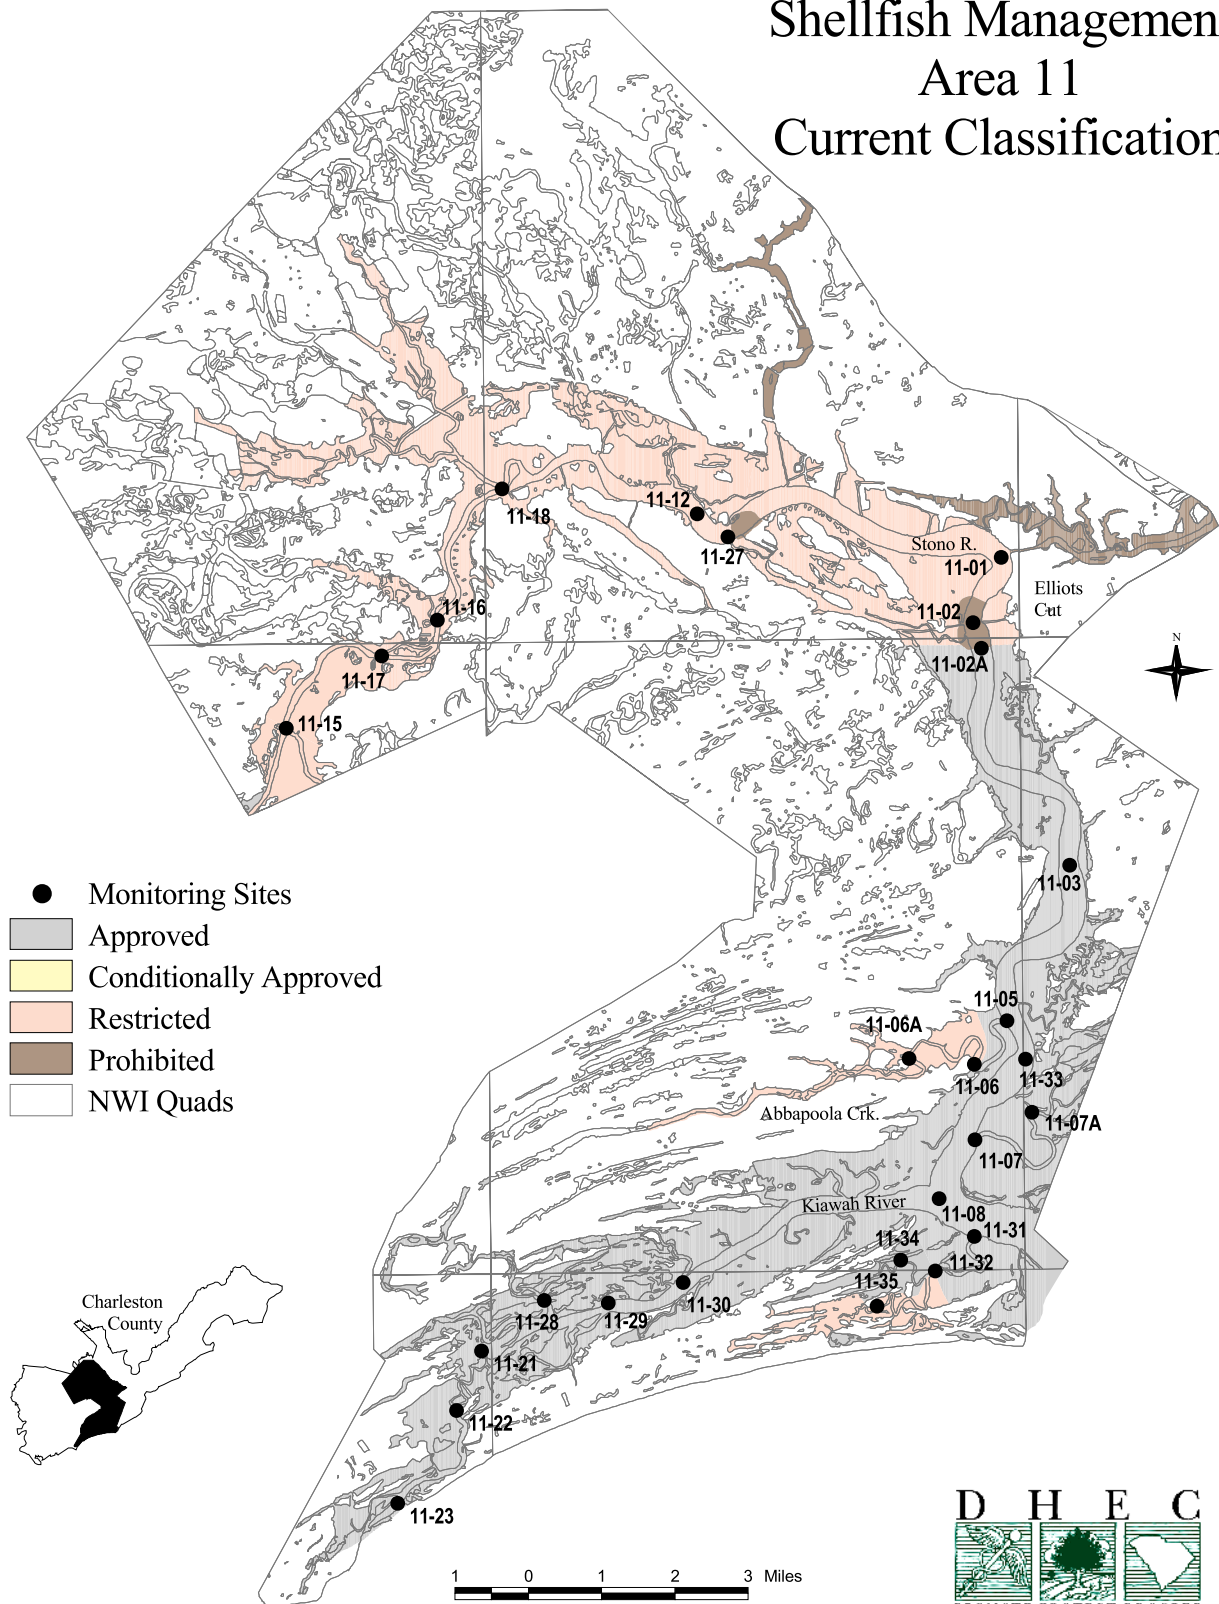 Shellfish Managemen
Area 11
Current Classification
11-12
11-18
11-27
Stono R.
11-01
Elliots
Cut
11-02
11-16
11-02A
11-17
11-15
N
11-03
Monitoring Sites
Approved
Conditionally Approved
Restricted
Prohibited
NWI Quads
11-05
11-06A
11-06
11-33
Abbapoola Crk.
11-07A
11-07
Kiawah River
11-08
11-31
11-34
11-32
11-35
11-30
11-28
11-29
11-21
11-22
11-23
Charleston
County
1 0 1 2 3 Miles
D H E C